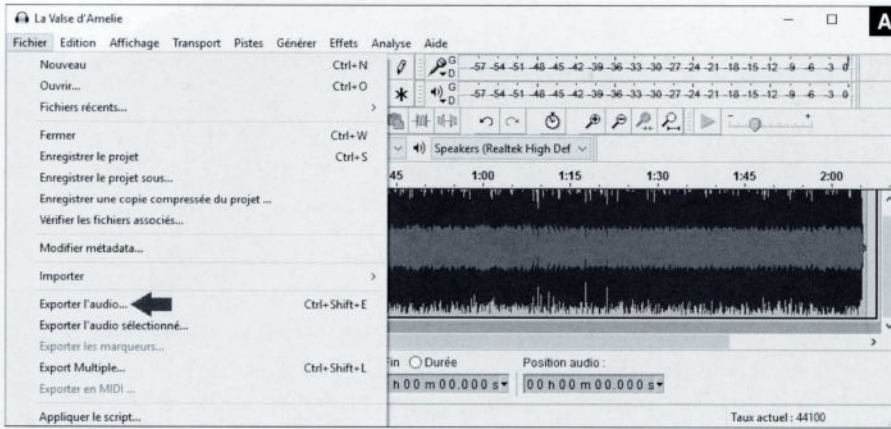 La Valse d'Amelie
A
Fichier Edition Affichage Transport Pistes Générer Effets Analyse Aide
Nouveau Ctrl+N
Ouvrir... Ctrl+O
Fichiers récents... >
Fermer Ctrl+W
Enregistrer le projet Ctrl+S
Enregistrer le projet sous...
Enregistrer une copie compressée du projet ...
Vérifier les fichiers associés...
Modifier métadata...
Importer >
Exporter l'audio... Ctrl+Shift+E
Exporter l'audio sélectionné...
Exporter les marqueurs...
Export Multiple... Ctrl+Shift+L
Exporter en MIDI ...
Appliquer le script...
G
D
-57 -54 -51 -48 -45 -42 -39 -36 -33 -30 -27 -24 -21 -18 -15 -12 -9 -6 -3 0
G
D
-57 -54 -51 -48 -45 -42 -39 -36 -33 -30 -27 -24 -21 -18 -15 -12 -9 -6 -3 0
Speakers (Realtek High Def
45 1:00 1:15 1:30 1:45 2:00
Fin Durée Position audio :
h 00 m 00.000 s 00 h 00 m 00.000 s
Taux actuel : 44100